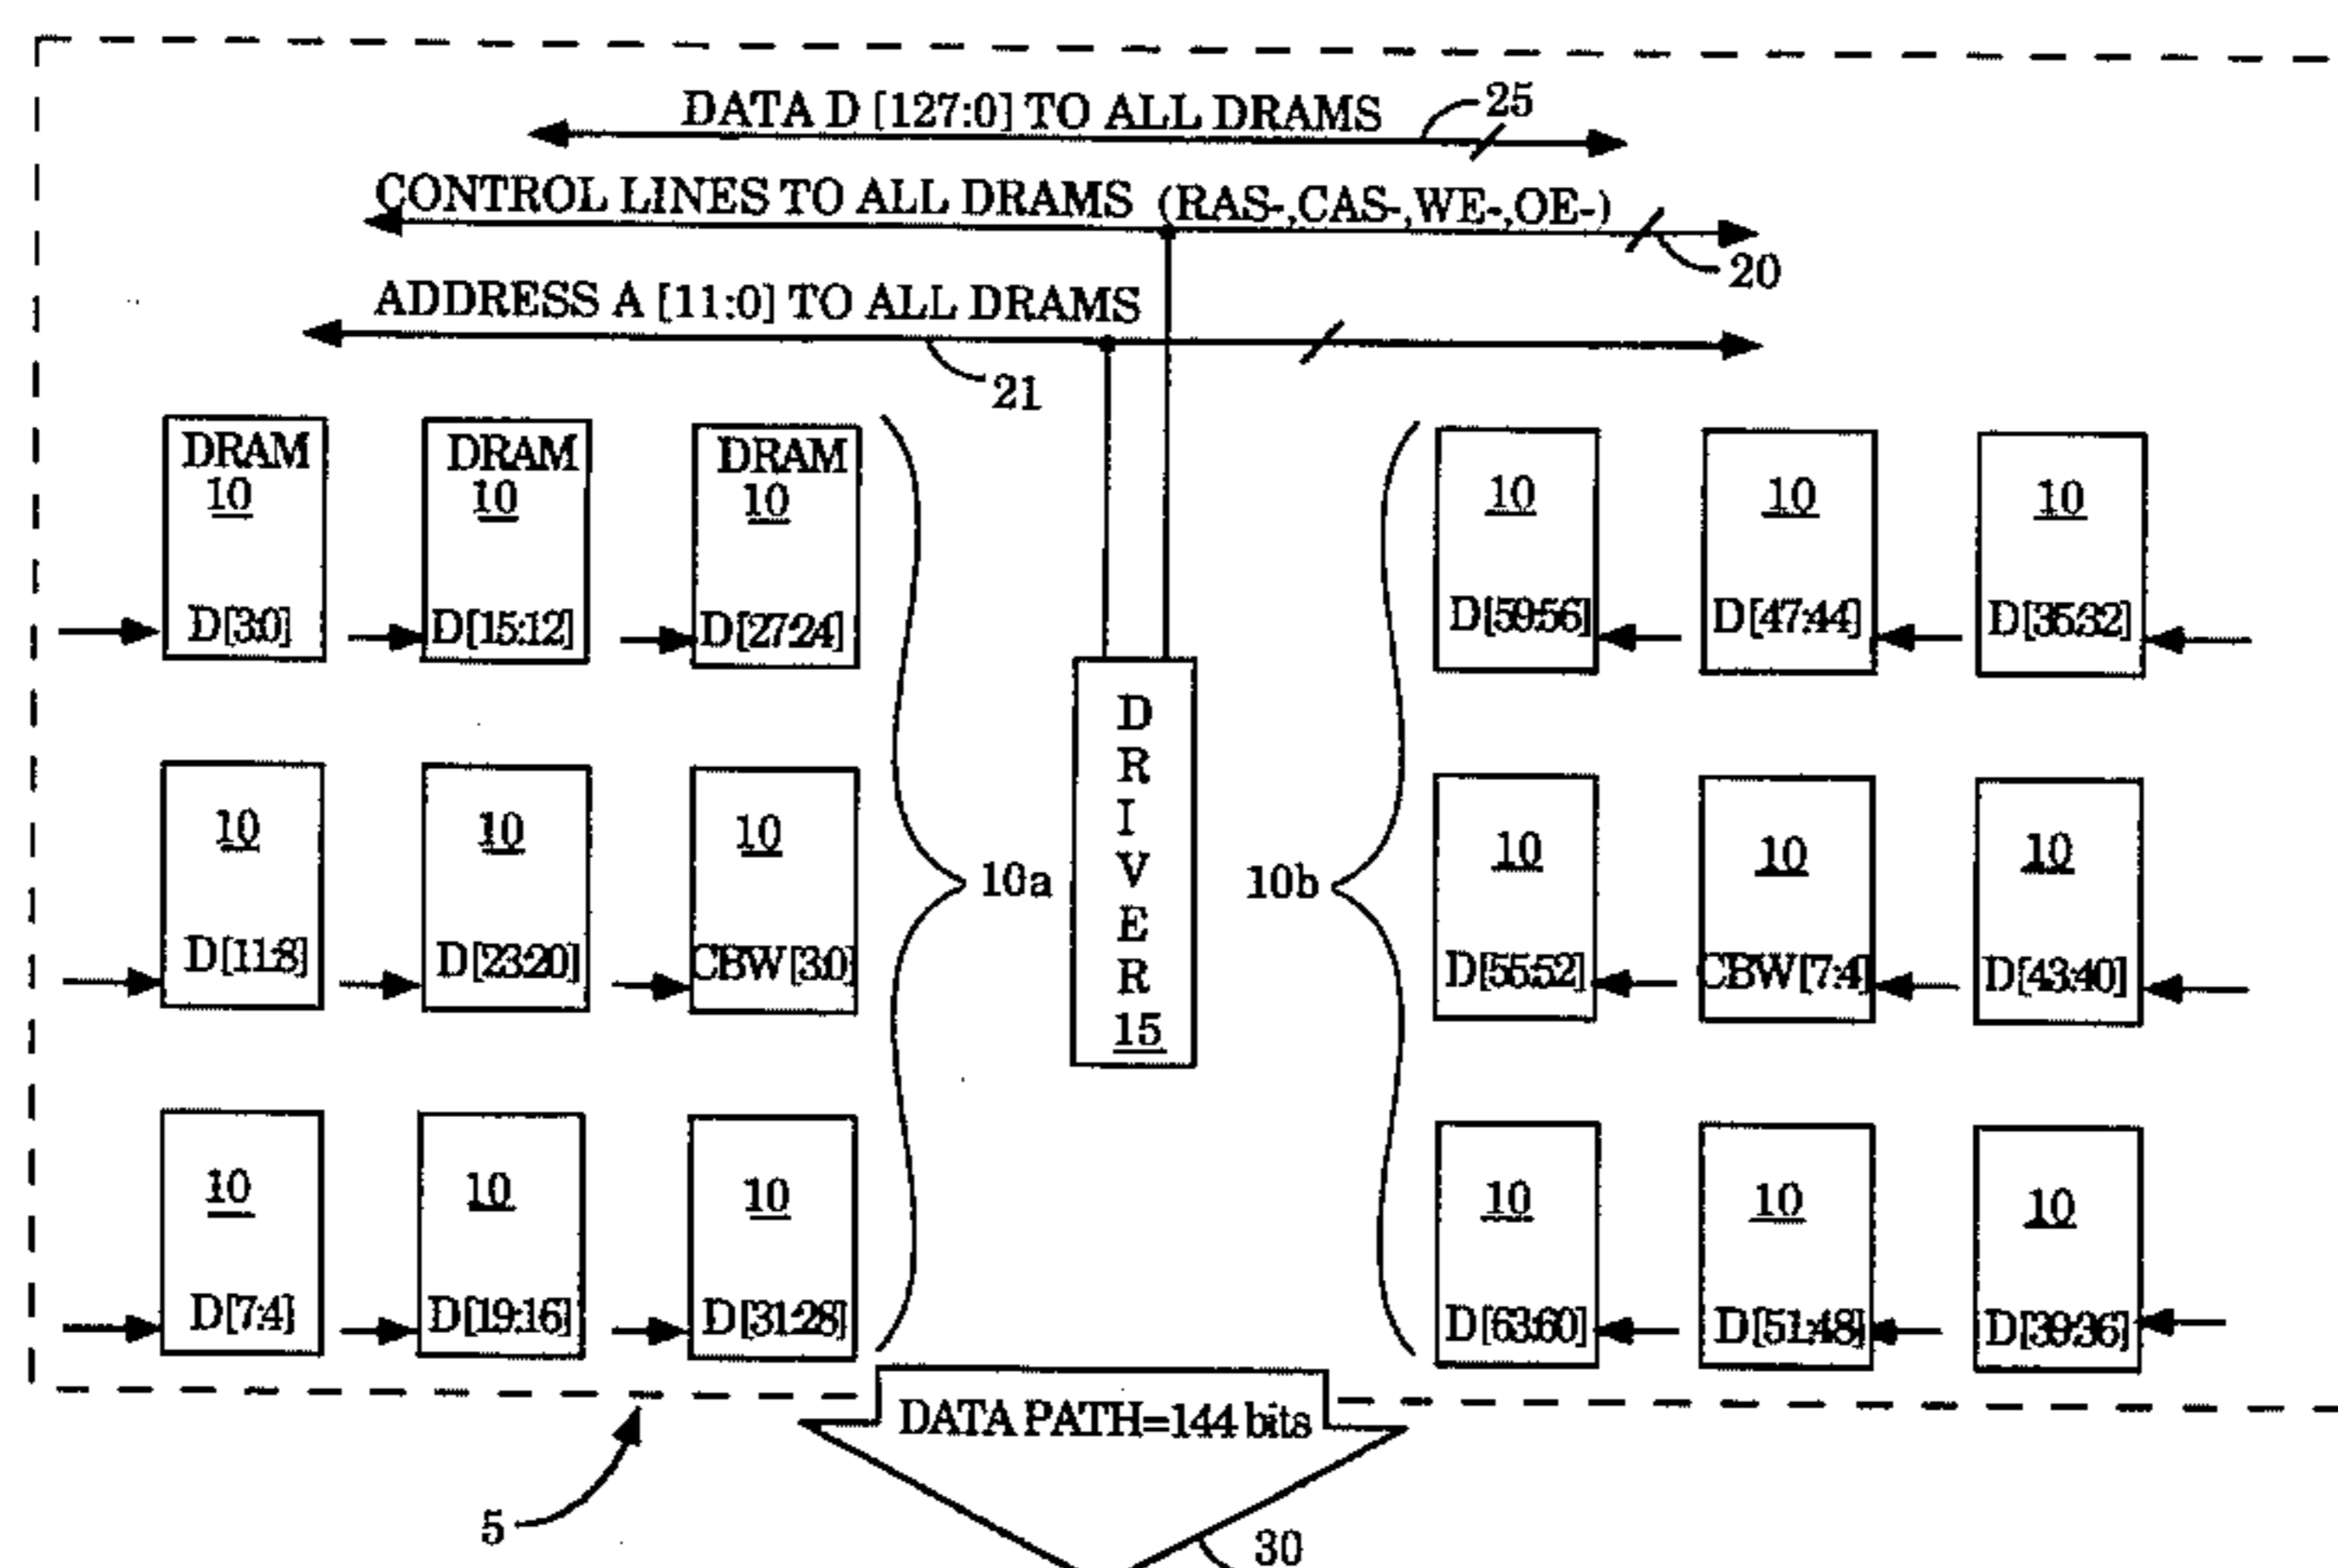 DATA D [127:0] TO ALL DRAMS
25
CONTROL LINES TO ALL DRAMS (RAS-,CAS-,WE-,OE-)
20
ADDRESS A [11:0] TO ALL DRAMS
21
DRAM
10
D[3:0]
DRAM
10
D[15:12]
DRAM
10
D[27:24]
10
D[59:56]
10
D[47:44]
10
D[35:32]
10
D[11:8]
10
D[23:20]
10
CBW[3:0]
10a
DRIVER
15
10b
10
D[55:52]
10
CBW[7:4]
10
D[43:40]
10
D[7:4]
10
D[19:16]
10
D[31:28]
10
D[63:60]
10
D[51:48]
10
D[39:36]
DATA PATH=144 bits
5
30